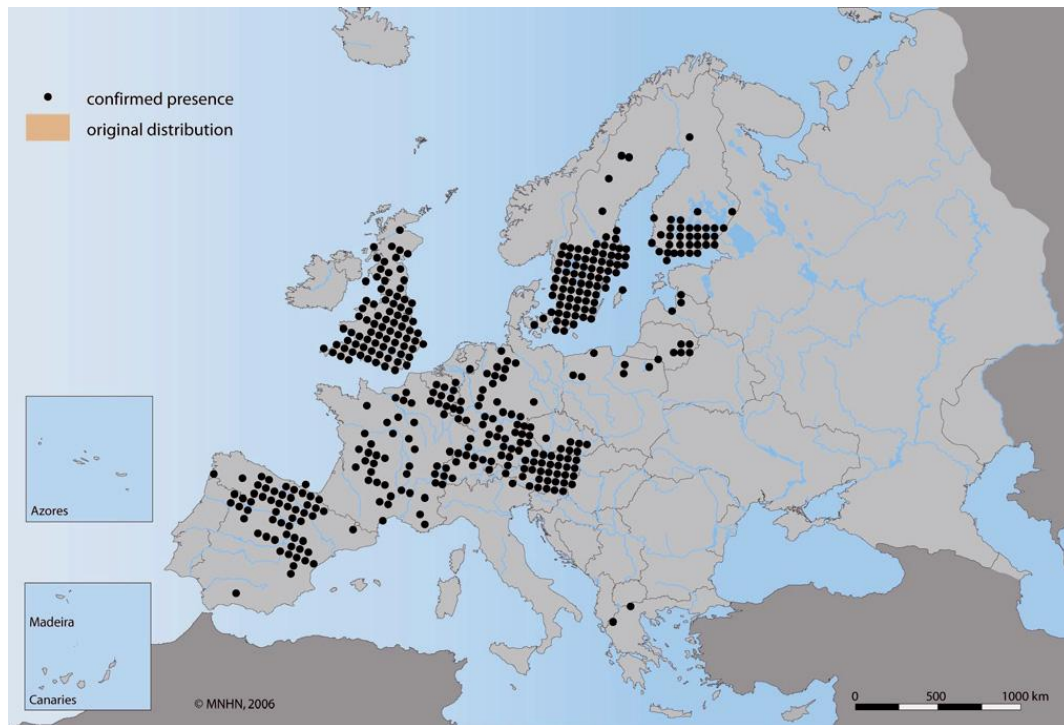 confirmed presence
original distribution
Azores
Madeira
Canaries
© MNHN, 2006
0 500 1000 km